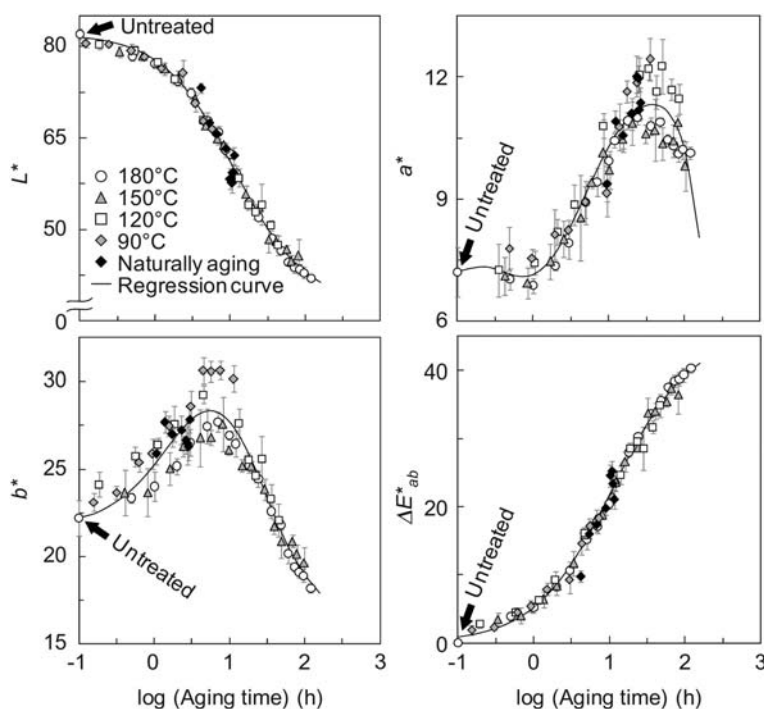 80
65
50
0
L*
Untreated
180°C
150°C
120°C
90°C
Naturally aging
Regression curve
12
9
6
a*
Untreated
30
25
20
15
b*
Untreated
-1
0
1
2
3
log (Aging time) (h)
40
20
0
ΔE*ab
Untreated
-1
0
1
2
3
log (Aging time) (h)